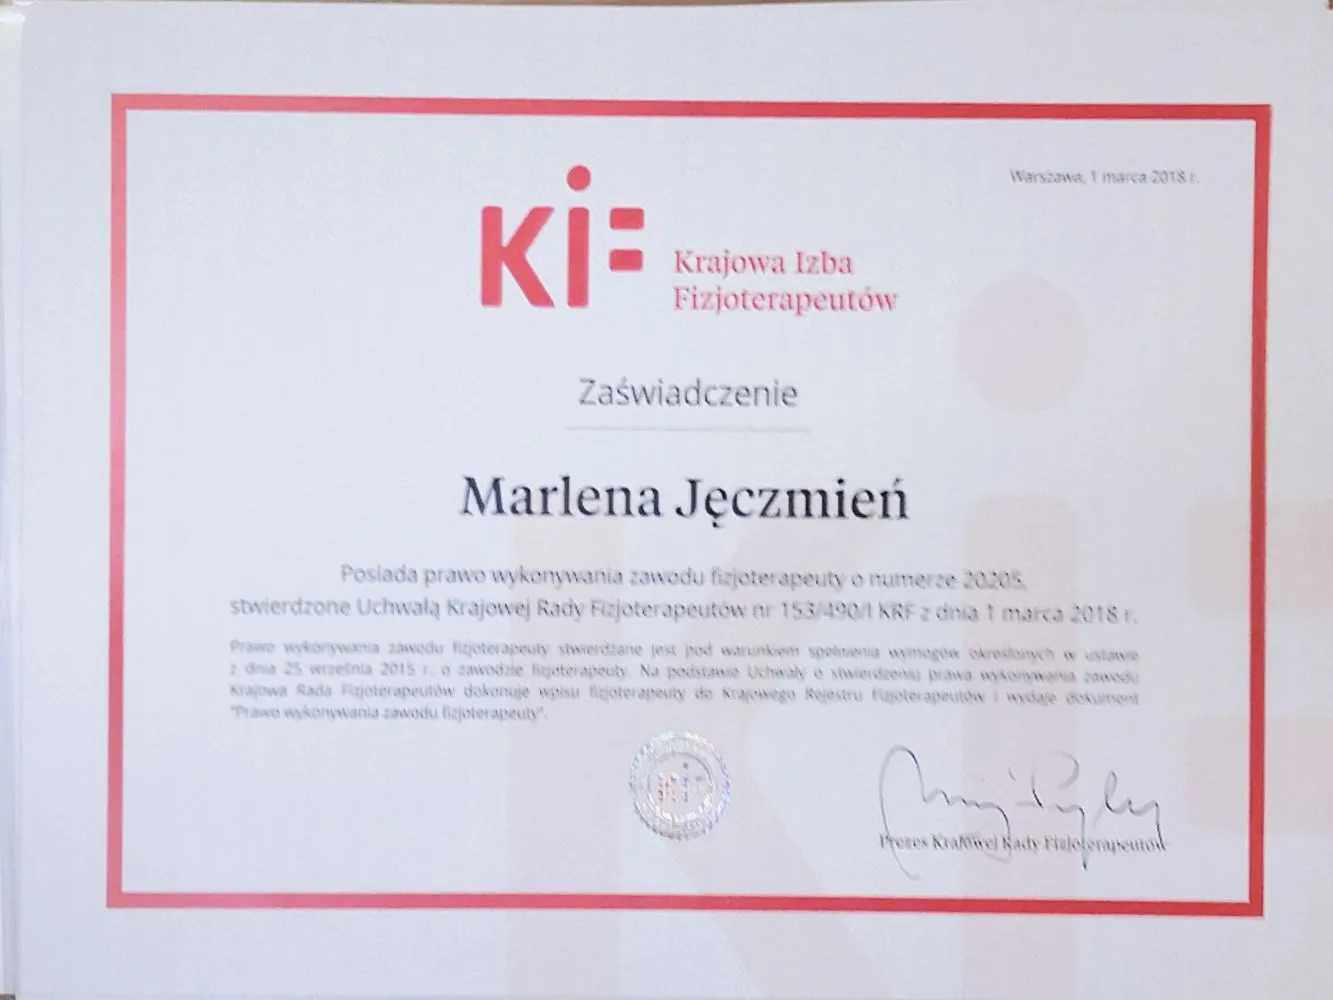 Warszawa, 1 marca 2018 r.
KIF
Krajowa Izba
Fizjoterapeutów
Zaświadczenie
Marlena Jęczmień
Posiada prawo wykonywania zawodu fizjoterapeuty o numerze 20205,
stwierdzone Uchwałą Krajowej Rady Fizjoterapeutów nr 153/490/I KRF z dnia 1 marca 2018 r.
Prawo wykonywania zawodu fizjoterapeuty stwierdzane jest pod warunkiem spełnienia wymogów określonych w ustawie
z dnia 25 września 2015 r. o zawodzie fizjoterapeuty. Na podstawie Uchwały o stwierdzeniu prawa wykonywania zawodu
Krajowa Rada Fizjoterapeutów dokonuje wpisu fizjoterapeuty do Krajowego Rejestru Fizjoterapeutów i wydaje dokument
"Prawo wykonywania zawodu fizjoterapeuty".
KIF
Prezes Krajowej Rady Fizjoterapeutów